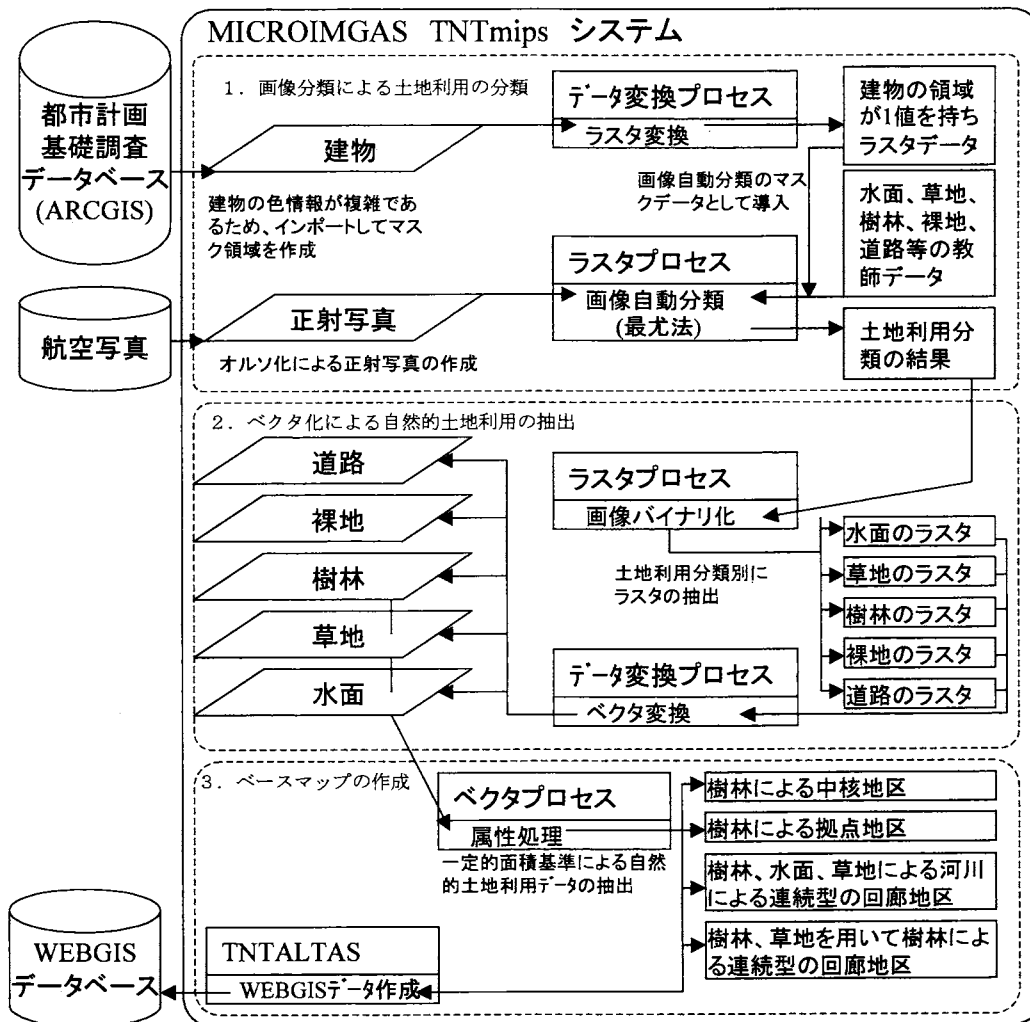 MICROIMGAS TNTmips システム
都市計画
基礎調査
データベース
(ARCGIS)
航空写真
1. 画像分類による土地利用の分類
建物
建物の色情報が複雑であ
るため、インポートしてマス
ク領域を作成
データ変換プロセス
ラスタ変換
建物の領域
が1値を持ち
ラスタデータ
画像自動分類のマス
クデータとして導入
水面、草地、
樹林、裸地、
道路等の教
師データ
正射写真
オルソ化による正射写真の作成
ラスタプロセス
画像自動分類
(最尤法)
土地利用分
類の結果
2. ベクタ化による自然的土地利用の抽出
道路
裸地
樹林
草地
水面
ラスタプロセス
画像バイナリ化
土地利用分類別に
ラスタの抽出
水面のラスタ
草地のラスタ
樹林のラスタ
裸地のラスタ
道路のラスタ
データ変換プロセス
ベクタ変換
3. ベースマップの作成
ベクタプロセス
属性処理
一定的面積基準による自然
的土地利用データの抽出
樹林による中核地区
樹林による拠点地区
樹林、水面、草地による河川
による連続型の回廊地区
樹林、草地を用いて樹林によ
る連続型の回廊地区
TNTALTAS
WEBGISデータ作成
WEBGIS
データベース